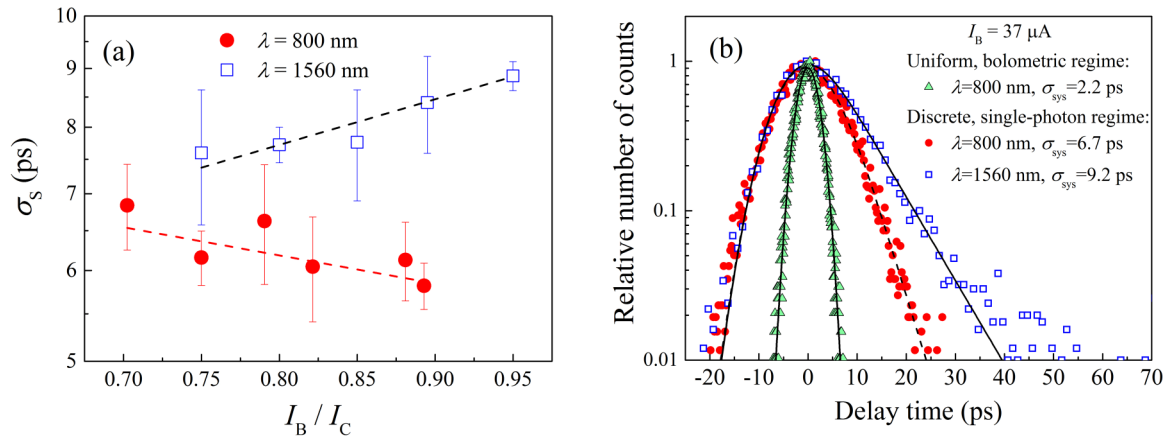 (a)
λ = 800 nm
λ = 1560 nm
σS (ps)
10
9
8
7
6
5
0.70 0.75 0.80 0.85 0.90 0.95
IB / IC
(b)
IB = 37 μA
Uniform, bolometric regime:
λ=800 nm, σsys=2.2 ps
Discrete, single-photon regime:
λ=800 nm, σsys=6.7 ps
λ=1560 nm, σsys=9.2 ps
Relative number of counts
1
0.1
0.01
-20 -10 0 10 20 30 40 50 60 70
Delay time (ps)